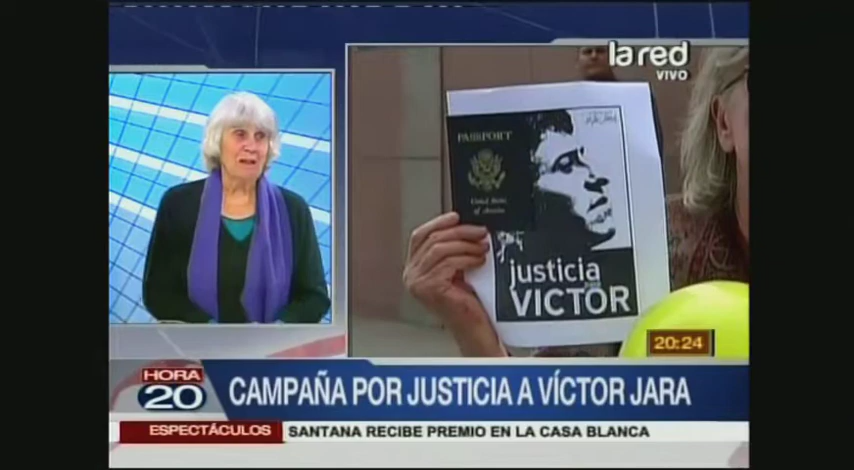 la red
VIVO
PASSPORT
United States
of America
justicia
VICTOR
20:24
HORA
20
CAMPAÑA POR JUSTICIA A VÍCTOR JARA
ESPECTÁCULOS
SANTANA RECIBE PREMIO EN LA CASA BLANCA